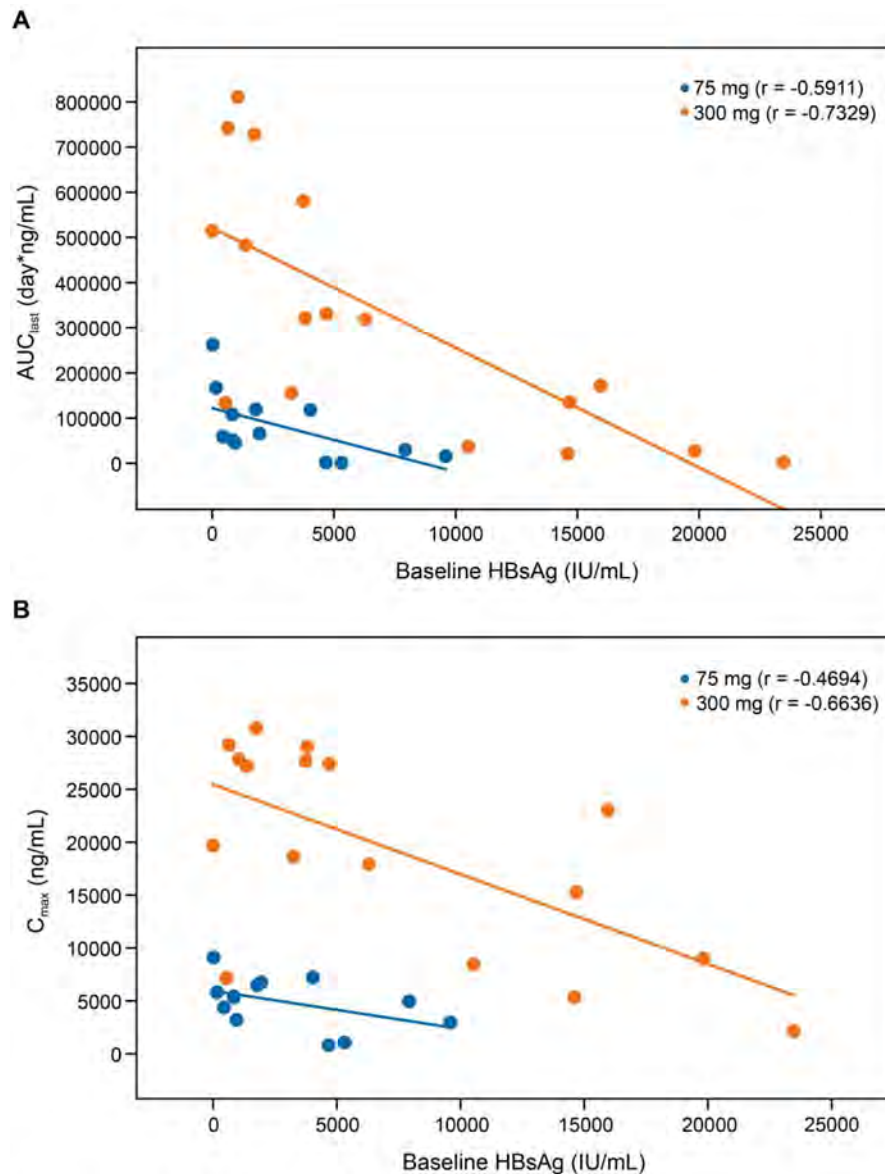 A
75 mg (r = -0.5911)
300 mg (r = -0.7329)
800000
700000
600000
500000
400000
300000
200000
100000
0
AUClast (day*ng/mL)
0 5000 10000 15000 20000 25000
Baseline HBsAg (IU/mL)
B
75 mg (r = -0.4694)
300 mg (r = -0.6636)
35000
30000
25000
20000
15000
10000
5000
0
Cmax (ng/mL)
0 5000 10000 15000 20000 25000
Baseline HBsAg (IU/mL)